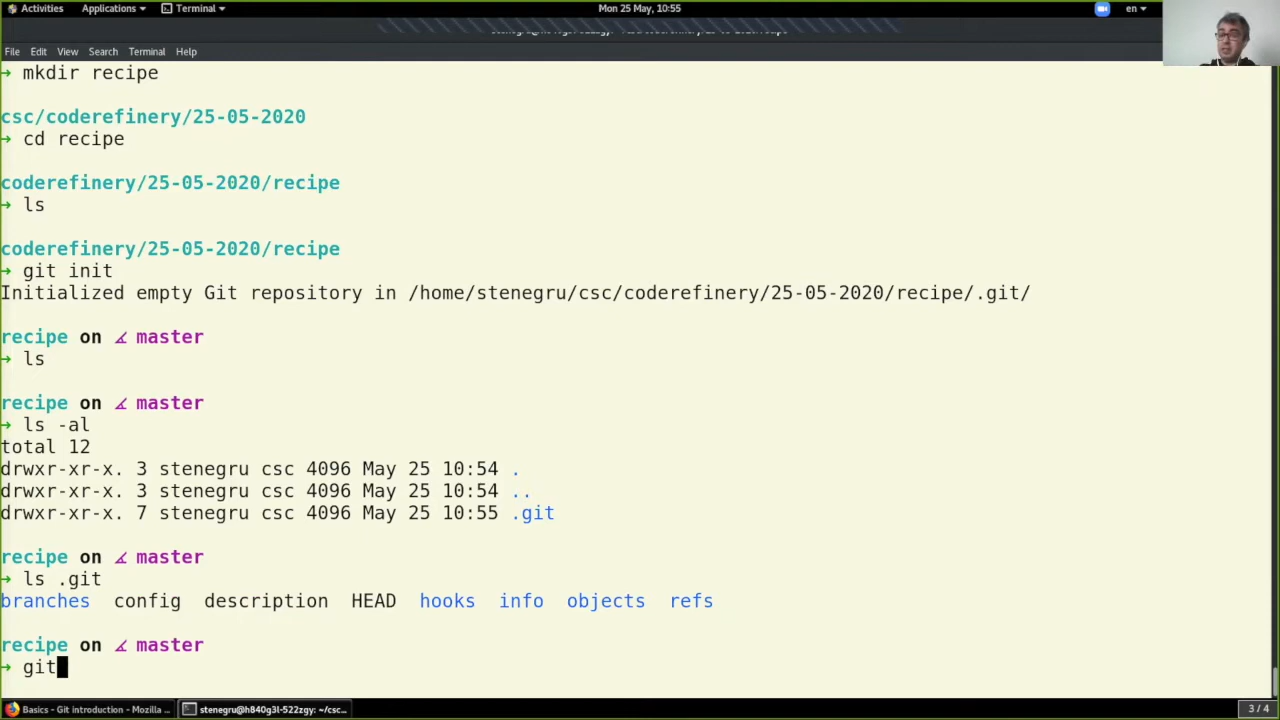 Activities Applications Terminal Mon 25 May, 10:55 en
File Edit View Search Terminal Help
→ mkdir recipe
csc/coderefinery/25-05-2020
→ cd recipe
coderefinery/25-05-2020/recipe
→ ls
coderefinery/25-05-2020/recipe
→ git init
Initialized empty Git repository in /home/stenegru/csc/coderefinery/25-05-2020/recipe/.git/
recipe on ∡ master
→ ls
recipe on ∡ master
→ ls -al
total 12
drwxr-xr-x. 3 stenegru csc 4096 May 25 10:54 .
drwxr-xr-x. 3 stenegru csc 4096 May 25 10:54 ..
drwxr-xr-x. 7 stenegru csc 4096 May 25 10:55 .git
recipe on ∡ master
→ ls .git
branches config description HEAD hooks info objects refs
recipe on ∡ master
→ git
Basics - Git introduction - Mozilla ... stenegru@h840g3l-522zgy: ~/csc... 3 / 4